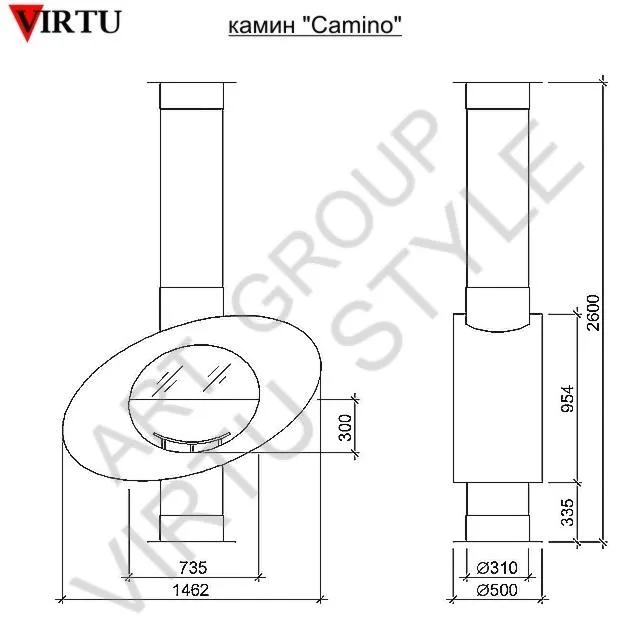 VIRTU
камин "Camino"
ART GROUP
VIRTU STYLE
2600
954
300
335
735
1462
Ø310
Ø500